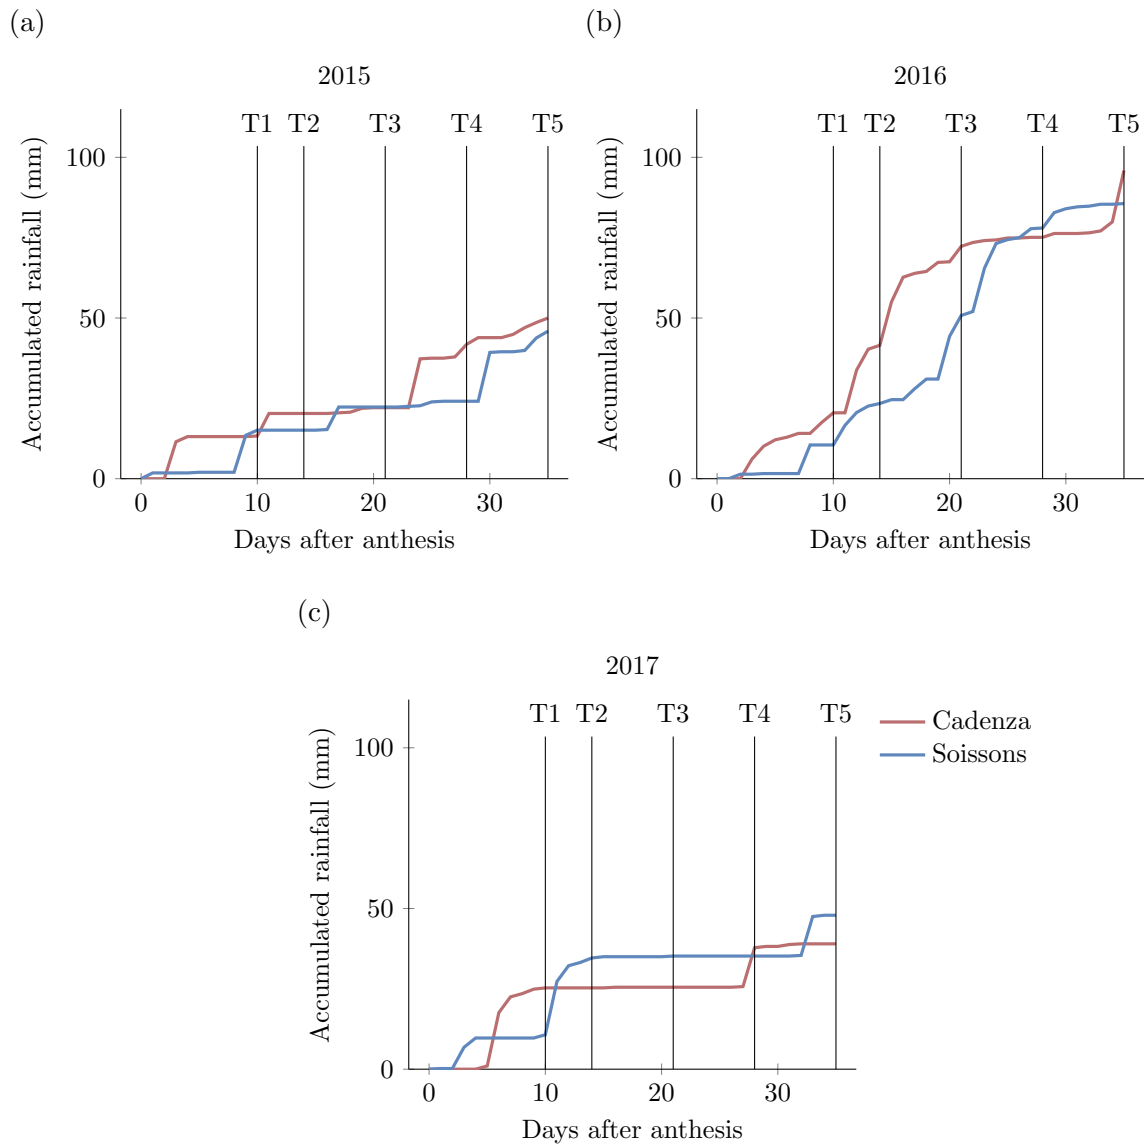 (a)
2015
T1 T2 T3 T4 T5
100
50
0
0 10 20 30
Days after anthesis
Accumulated rainfall (mm)
(b)
2016
T1 T2 T3 T4 T5
100
50
0
0 10 20 30
Days after anthesis
Accumulated rainfall (mm)
(c)
2017
T1 T2 T3 T4 T5
100
50
0
0 10 20 30
Days after anthesis
Accumulated rainfall (mm)
Cadenza
Soissons